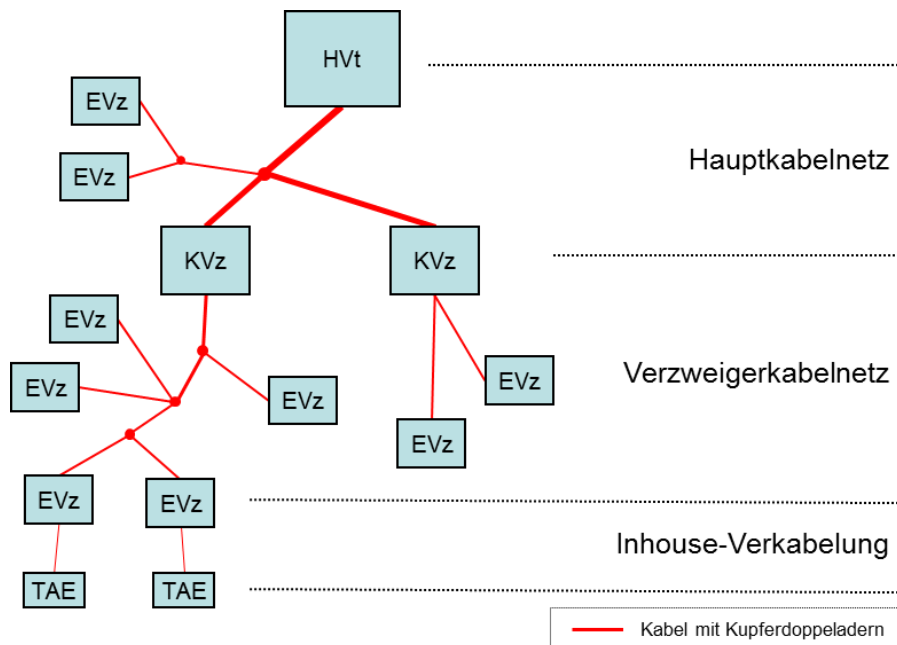 HVt
EVz
EVz
Hauptkabelnetz
KVz
KVz
EVz
EVz
EVz
EVz
EVz
Verzweigerkabelnetz
EVz
EVz
Inhouse-Verkabelung
TAE
TAE
Kabel mit Kupferdoppeladern